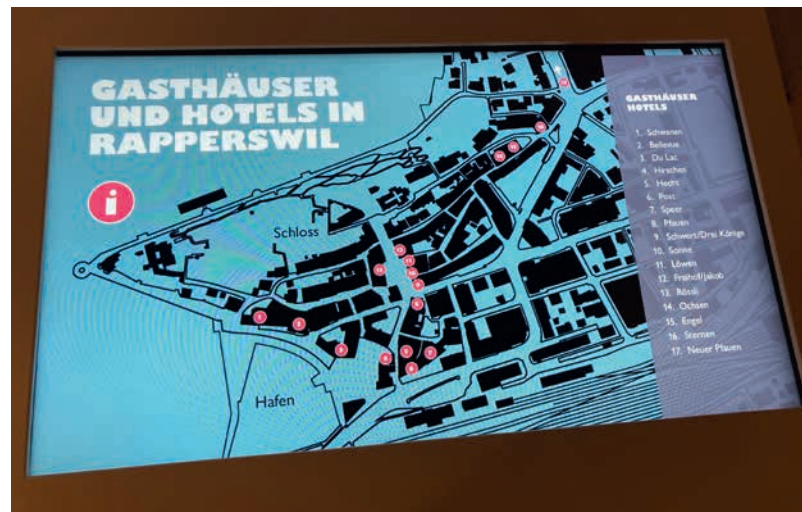 GASTHÄUSER
UND HOTELS IN
RAPPERSWIL
i
Schloss
Hafen
GASTHÄUSER
HOTELS
1. Schwanen
2. Bellevue
3. Du Lac
4. Hirschen
5. Hecht
6. Post
7. Speer
8. Pfauen
9. Schwert/Drei Könige
10. Sonne
11. Löwen
12. Freihof/Jakob
13. Rössli
14. Ochsen
15. Engel
16. Sternen
17. Neuer Pfauen